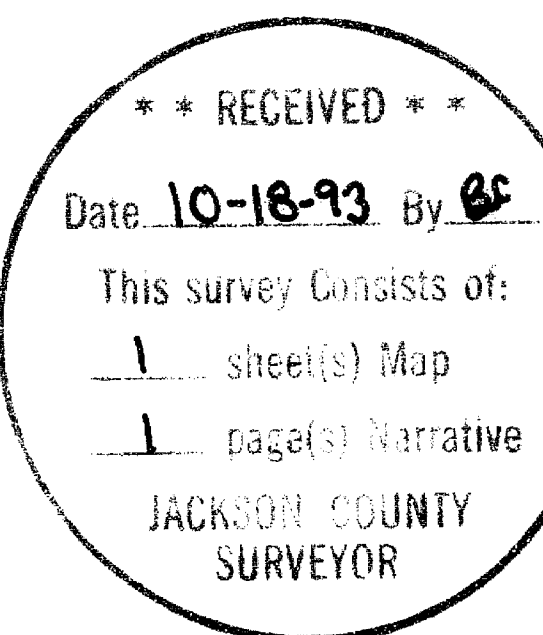 * * RECEIVED * *
Date 10-18-93 By BC
This survey Consists of:
1 sheet(s) Map
1 page(s) Narrative
JACKSON COUNTY
SURVEYOR